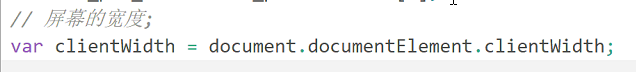 // 屏幕的宽度;
var clientWidth = document.documentElement.clientWidth;